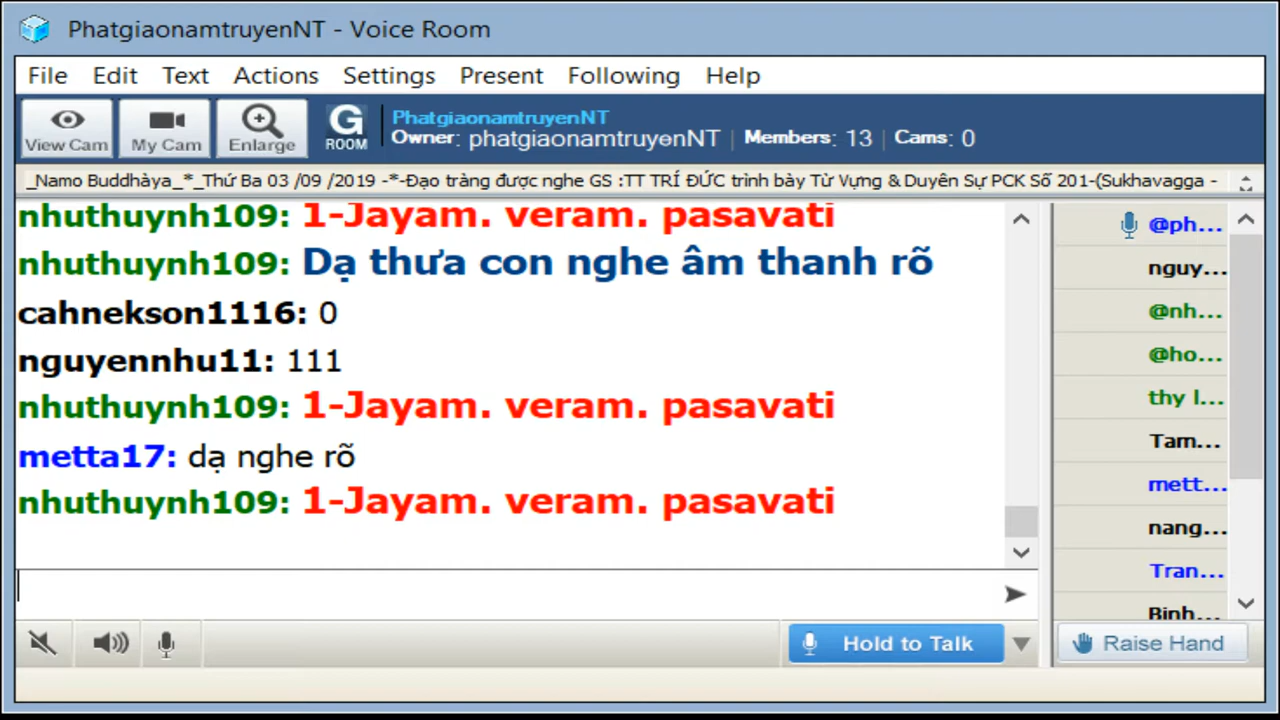 PhatgiaonamtruyenNT - Voice Room
File Edit Text Actions Settings Present Following Help
View Cam My Cam Enlarge G ROOM
PhatgiaonamtruyenNT
Owner: phatgiaonamtruyenNT | Members: 13 | Cams: 0
_Namo Buddhàya_*_Thứ Ba 03 /09 /2019 -*-Đạo tràng được nghe GS :TT TRÍ ĐỨC trình bày Từ Vựng & Duyên Sự PCK Số 201-(Sukhavagga -
nhuthuynh109: 1-Jayam. veram. pasavati
nhuthuynh109: Dạ thưa con nghe âm thanh rõ
cahnekson1116: 0
nguyennhu11: 111
nhuthuynh109: 1-Jayam. veram. pasavati
metta17: dạ nghe rõ
nhuthuynh109: 1-Jayam. veram. pasavati
@ph...
nguy...
@nh...
@ho...
thy l...
Tam...
mett...
nang...
Tran...
Binh...
Hold to Talk
Raise Hand